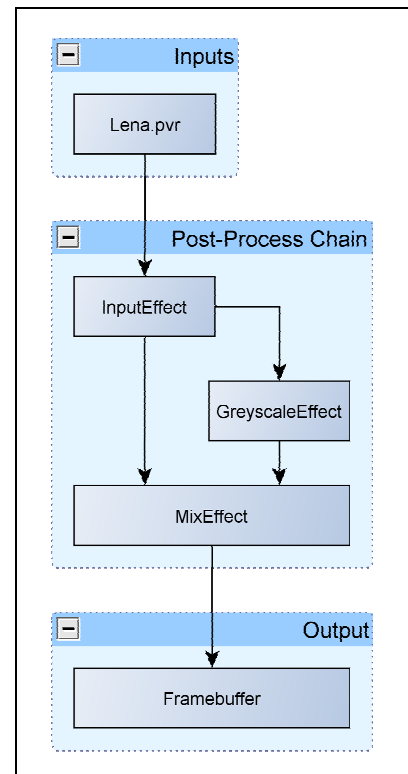 Inputs
Lena.pvr
Post-Process Chain
InputEffect
GreyscaleEffect
MixEffect
Output
Framebuffer